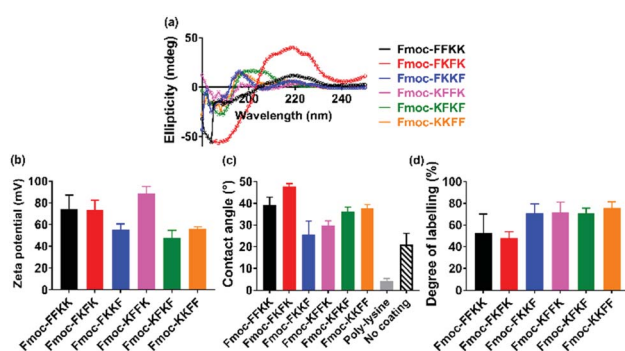 (a)
Ellipticity (mdeg)
50
0
-50
200
220
240
Wavelength (nm)
Fmoc-FFKK
Fmoc-FKFK
Fmoc-FKKF
Fmoc-KFFK
Fmoc-KFKF
Fmoc-KKFF
(b)
Zeta potential (mV)
100
80
60
40
20
0
Fmoc-FFKK
Fmoc-FKFK
Fmoc-FKKF
Fmoc-KFFK
Fmoc-KFKF
Fmoc-KKFF
(c)
Contact angle (°)
60
50
40
30
20
10
0
Fmoc-FFKK
Fmoc-FKFK
Fmoc-FKKF
Fmoc-KFFK
Fmoc-KFKF
Fmoc-KKFF
Poly-lysine
No coating
(d)
Degree of labelling (%)
100
80
60
40
20
0
Fmoc-FFKK
Fmoc-FKFK
Fmoc-FKKF
Fmoc-KFFK
Fmoc-KFKF
Fmoc-KKFF